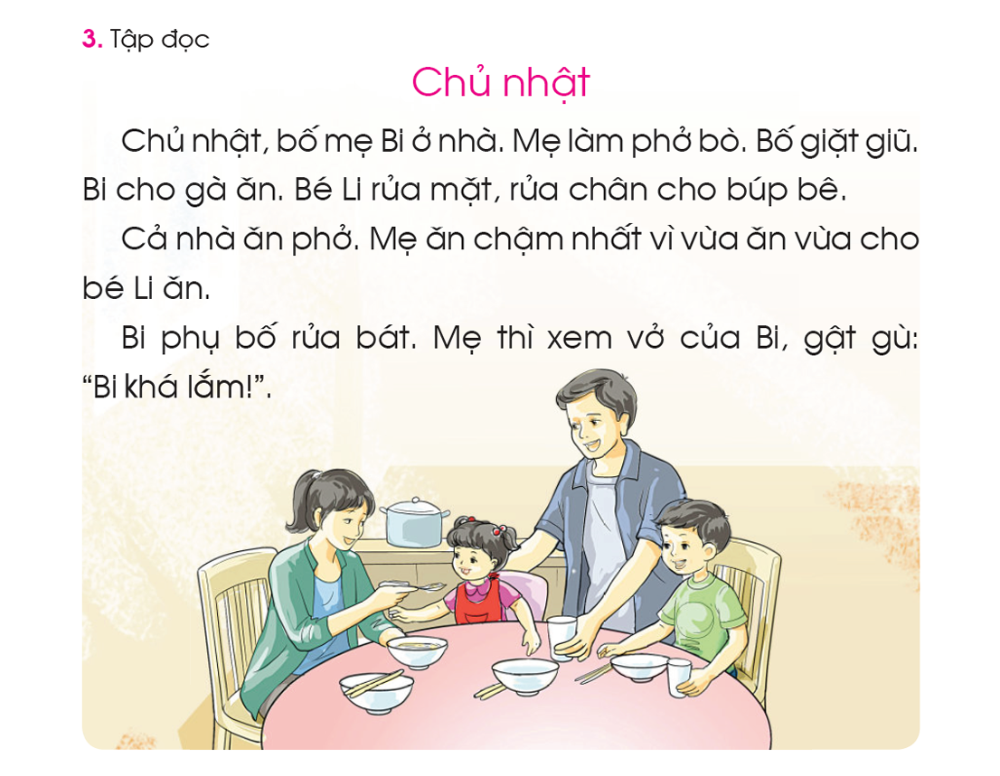 3. Tập đọc
Chủ nhật
Chủ nhật, bố mẹ Bi ở nhà. Mẹ làm phở bò. Bố giặt giũ.
Bi cho gà ăn. Bé Li rửa mặt, rửa chân cho búp bê.
Cả nhà ăn phở. Mẹ ăn chậm nhất vì vừa ăn vừa cho
bé Li ăn.
Bi phụ bố rửa bát. Mẹ thì xem vở của Bi, gật gù:
“Bi khá lắm!”.